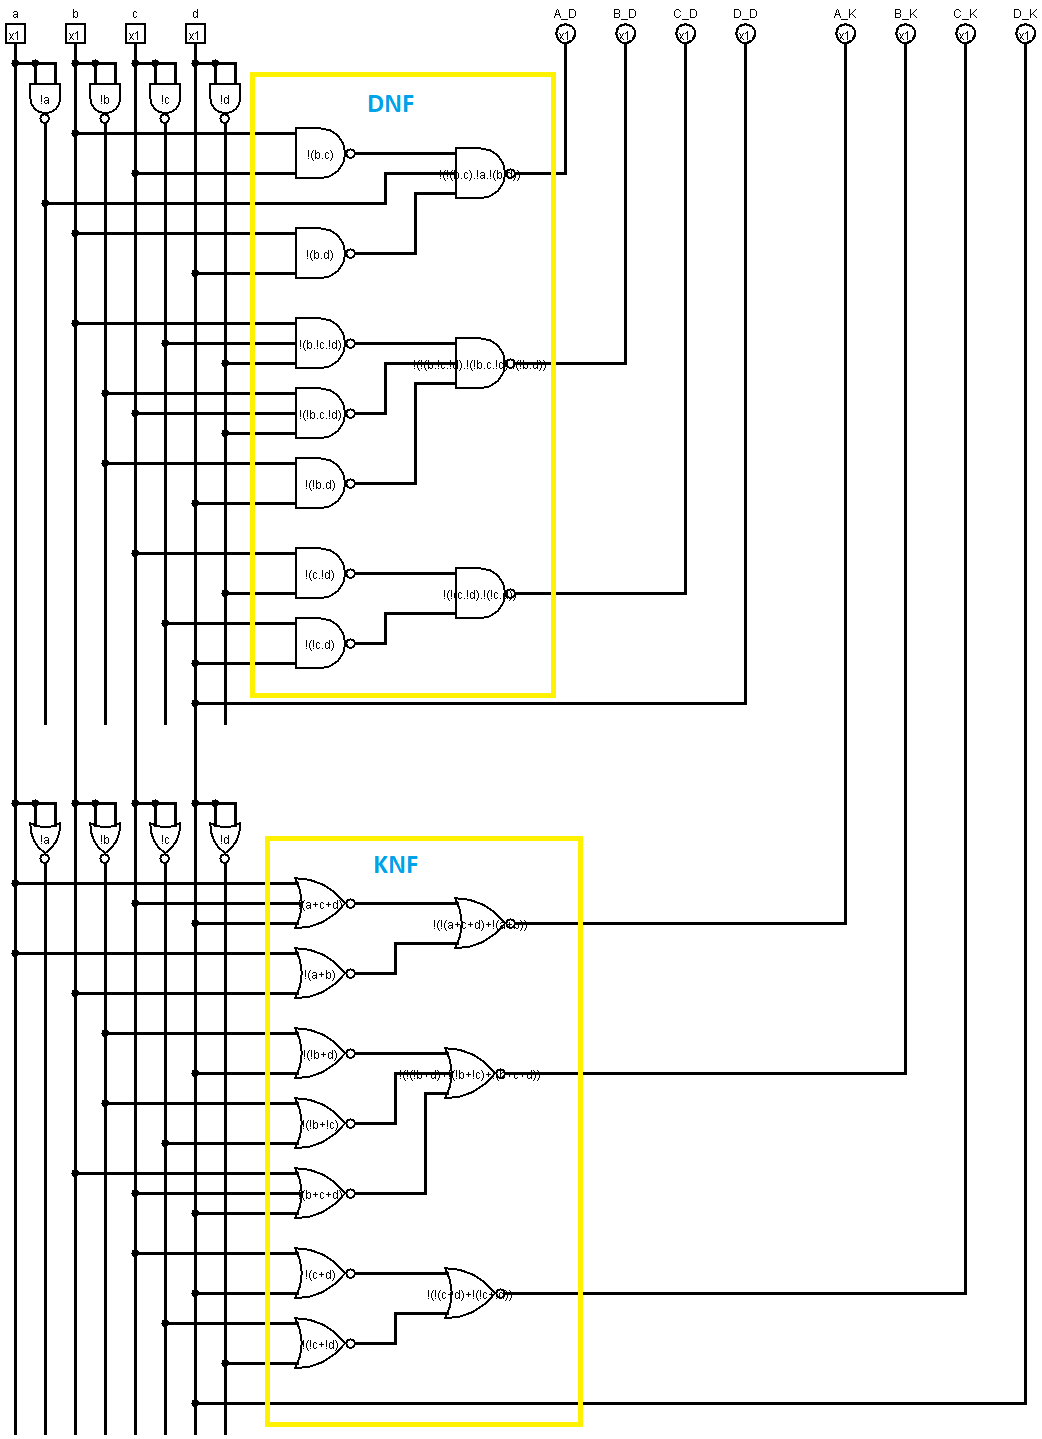 a b c d A_D B_D C_D D_D A_K B_K C_K D_K
x1 x1 x1 x1 x1 x1 x1 x1 x1 x1 x1 x1
!a !b !c !d
DNF
!(b.c)
!(!(b.c).!a.!(b.d))
!(b.d)
!(b.!c.!d)
!(!(b.!c.!d).!(!b.c.!d).!(!b.d))
!(!b.c.!d)
!(!b.d)
!(c.!d)
!(!(c.!d).!(!c.d))
!(!c.d)
!a !b !c !d
KNF
!(a+c+d)
!(!(a+c+d)+!(a+b))
!(a+b)
!(!b+d)
!(!(!b+d)+!(!b+!c)+!(b+c+d))
!(!b+!c)
!(b+c+d)
!(c+d)
!(!(c+d)+!(!c+!d))
!(!c+!d)